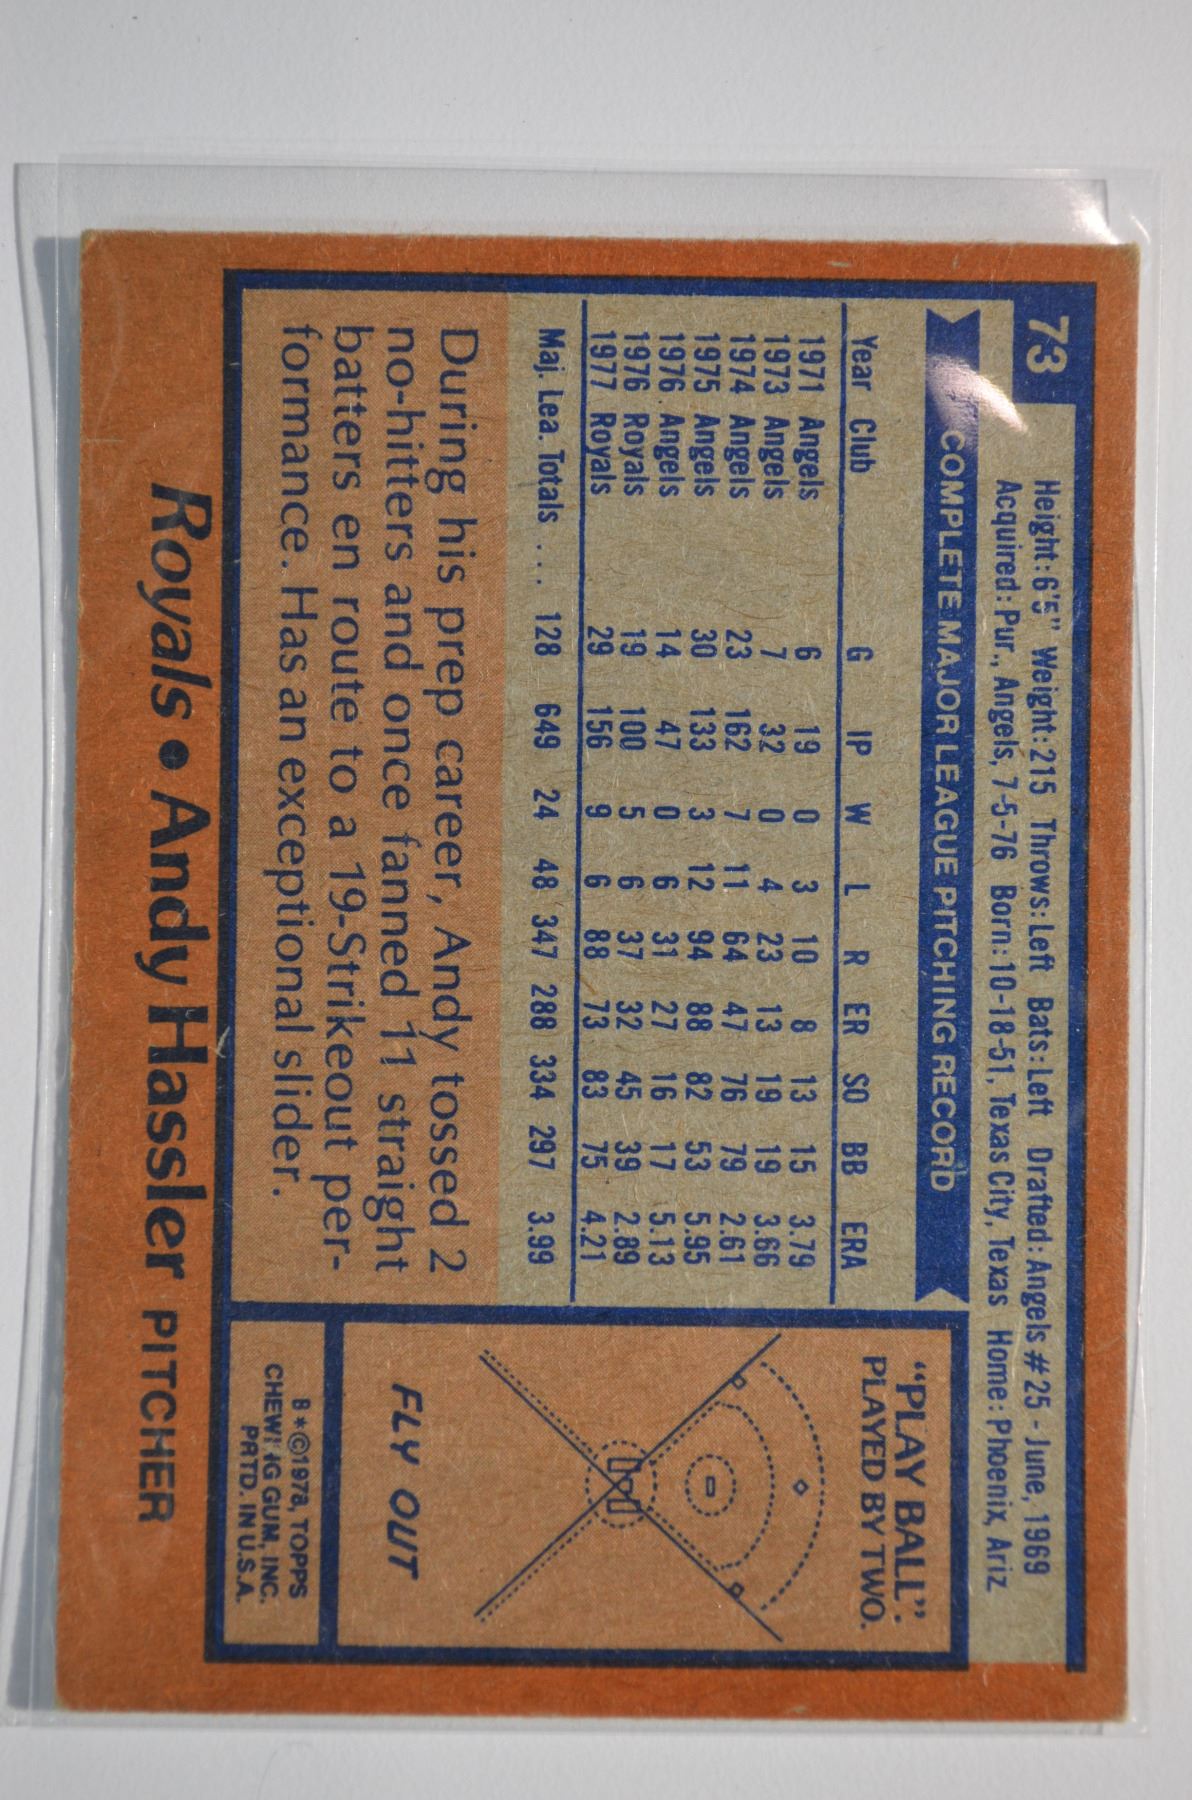 73
Height: 6'5" Weight: 215 Throws: Left Bats: Left Drafted: Angels #25 - June, 1969
Acquired: Pur., Angels, 7-5-76 Born: 10-18-51, Texas City, Texas Home: Phoenix, Ariz
COMPLETE MAJOR LEAGUE PITCHING RECORD
Year Club G IP W L R ER SO BB ERA
1971 Angels 6 19 0 3 10 8 13 15 3.79
1973 Angels 7 32 0 4 23 13 19 19 3.66
1974 Angels 23 162 7 11 64 47 76 79 2.61
1975 Angels 30 133 3 12 94 88 82 53 5.95
1976 Angels 14 47 0 6 31 27 16 17 5.13
1976 Royals 19 100 5 6 37 32 45 39 2.89
1977 Royals 29 156 9 6 88 73 83 75 4.21
Maj. Lea. Totals ... 128 649 24 48 347 288 334 297 3.99
During his prep career, Andy tossed 2
no-hitters and once fanned 11 straight
batters en route to a 19-Strikeout per-
formance. Has an exceptional slider.
"PLAY BALL".
PLAYED BY TWO.
FLY OUT
B*©1978, TOPPS
CHEWING GUM, INC.
PRTD. IN U.S.A.
Royals • Andy Hassler PITCHER